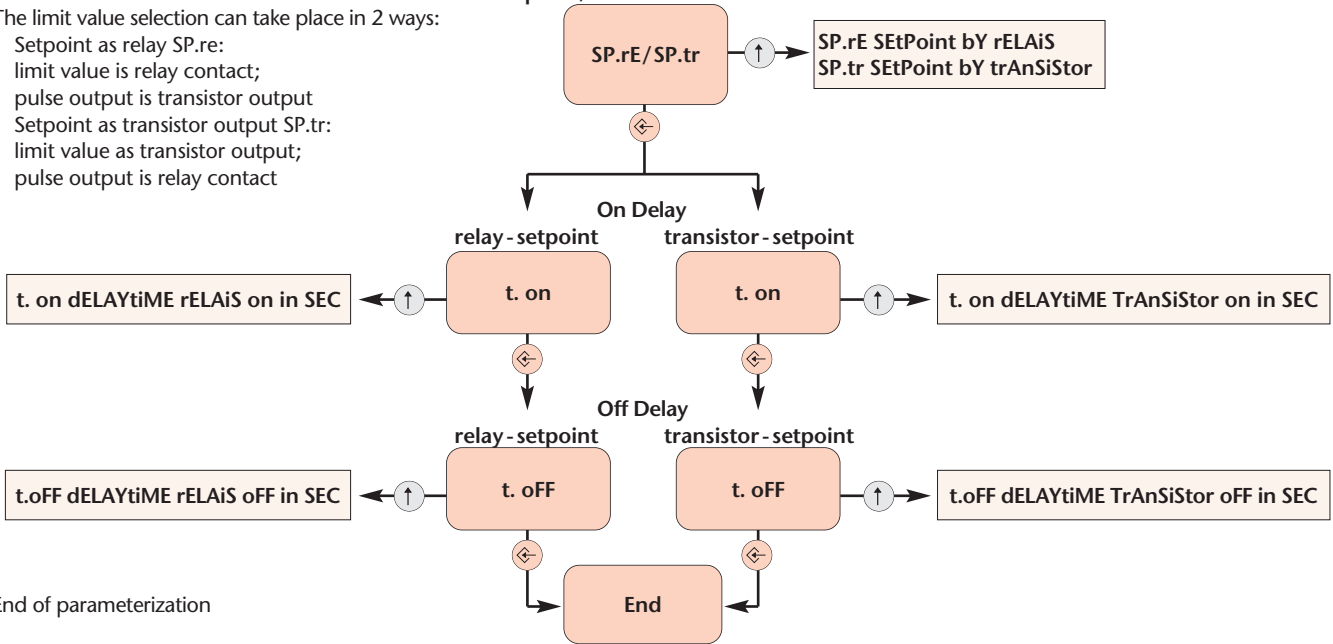 The limit value selection can take place in 2 ways:
Setpoint as relay SP.re:
limit value is relay contact;
pulse output is transistor output
Setpoint as transistor output SP.tr:
limit value as transistor output;
pulse output is relay contact
SP.rE/SP.tr
SP.rE SEtPoint bY rELAiS
SP.tr SEtPoint bY trAnSiStor
On Delay
relay-setpoint transistor-setpoint
t. on dELAYtiME rELAiS on in SEC
t. on
t. on
t. on dELAYtiME TrAnSiStor on in SEC
Off Delay
relay-setpoint transistor-setpoint
t.oFF dELAYtiME rELAiS oFF in SEC
t. oFF
t. oFF
t.oFF dELAYtiME TrAnSiStor oFF in SEC
End of parameterization
End